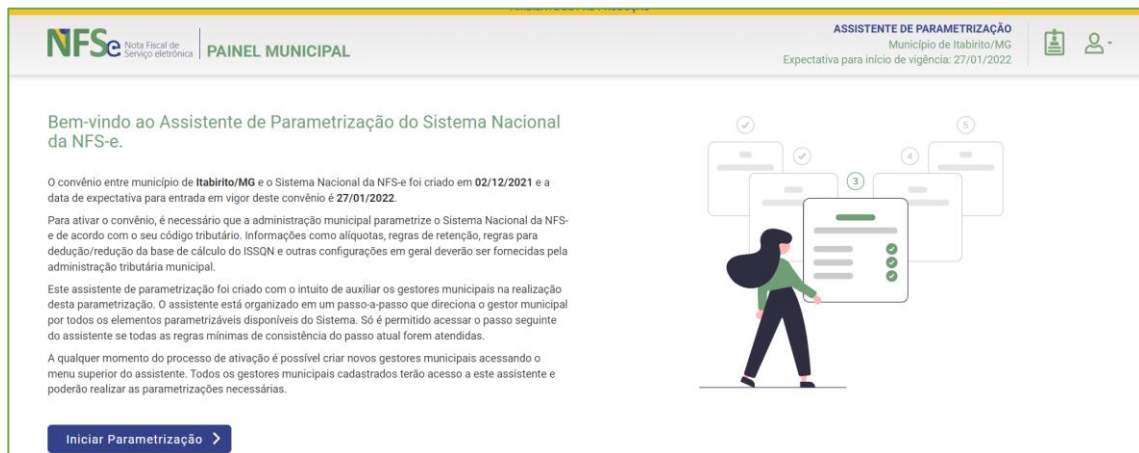 ASSISTENTE DE PARAMETRIZAÇÃO
NFSe Nota Fiscal de
Serviço eletrônica
PAINEL MUNICIPAL
Município de Itabirito/MG
Expectativa para início de vigência: 27/01/2022
Bem-vindo ao Assistente de Parametrização do Sistema Nacional
da NFS-e.
O convênio entre município de Itabirito/MG e o Sistema Nacional da NFS-e foi criado em 02/12/2021 e a
data de expectativa para entrada em vigor deste convênio é 27/01/2022.
Para ativar o convênio, é necessário que a administração municipal parametrize o Sistema Nacional da NFS-
e de acordo com o seu código tributário. Informações como alíquotas, regras de retenção, regras para
dedução/redução da base de cálculo do ISSQN e outras configurações em geral deverão ser fornecidas pela
administração tributária municipal.
Este assistente de parametrização foi criado com o intuito de auxiliar os gestores municipais na realização
desta parametrização. O assistente está organizado em um passo-a-passo que direciona o gestor municipal
por todos os elementos parametrizáveis disponíveis do Sistema. Só é permitido acessar o passo seguinte
do assistente se todas as regras mínimas de consistência do passo atual forem atendidas.
A qualquer momento do processo de ativação é possível criar novos gestores municipais acessando o
menu superior do assistente. Todos os gestores municipais cadastrados terão acesso a este assistente e
poderão realizar as parametrizações necessárias.
Iniciar Parametrização
5
4
3